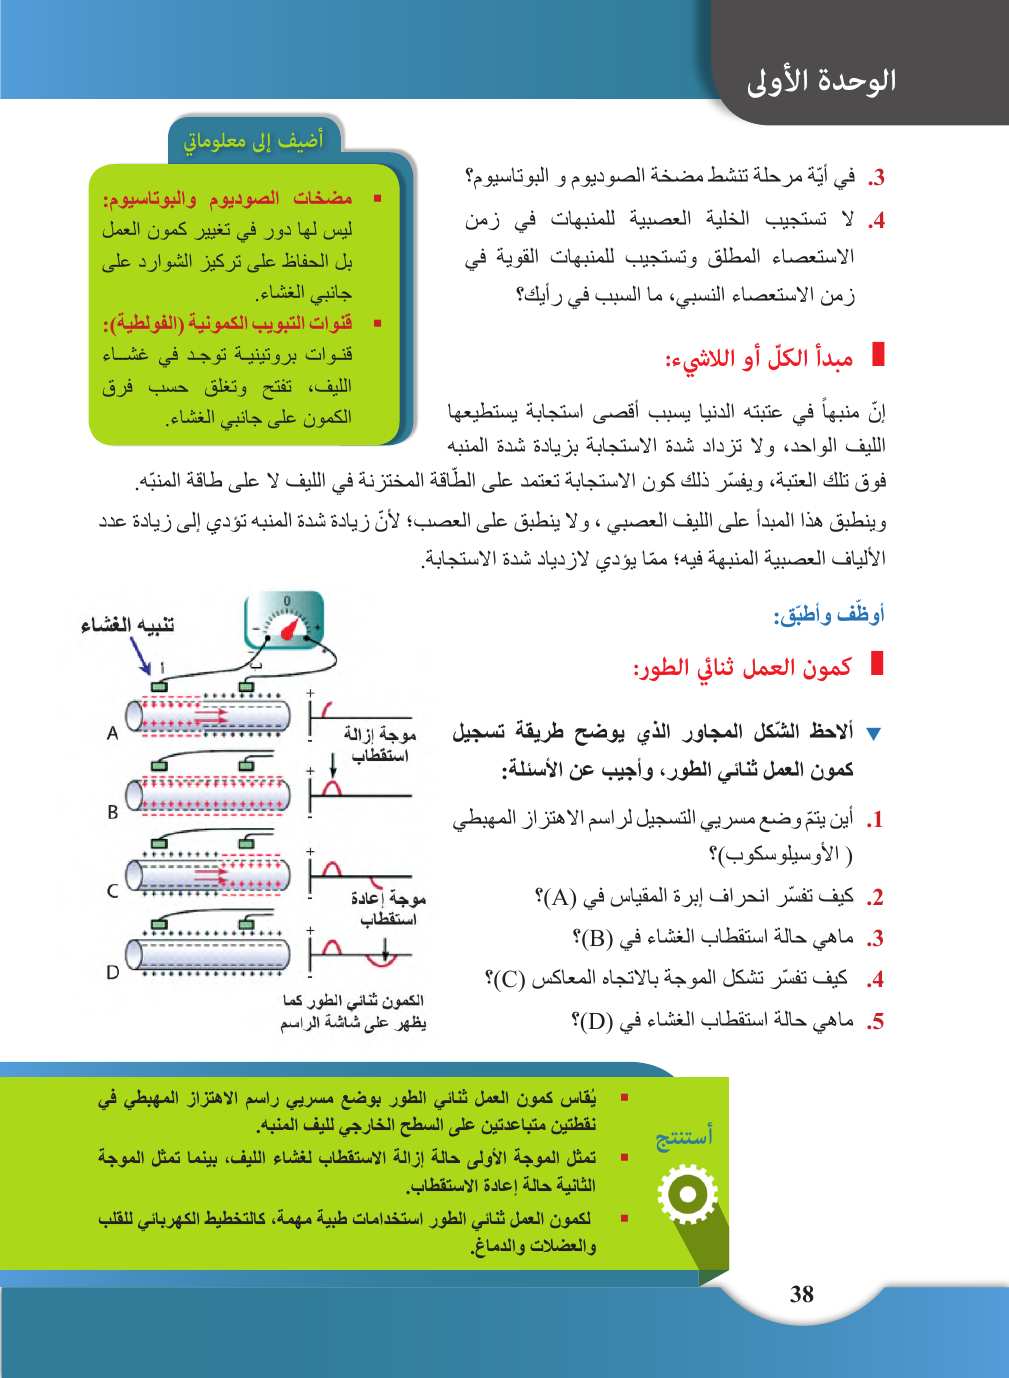 الوحدة الأولى
3. في أيّة مرحلة تنشط مضخة الصوديوم و البوتاسيوم؟
4. لا تستجيب الخلية العصبية للمنبهات في زمن
الاستعصاء المطلق وتستجيب للمنبهات القوية في
زمن الاستعصاء النسبي، ما السبب في رأيك؟
أضيف إلى معلوماتي
▪ مضخات الصوديوم والبوتاسيوم:
ليس لها دور في تغيير كمون العمل
بل الحفاظ على تركيز الشوارد على
جانبي الغشاء.
▪ قنوات التبويب الكمونية (الفولطية):
قنوات بروتينية توجد في غشاء
الليف، تفتح وتغلق حسب فرق
الكمون على جانبي الغشاء.
مبدأ الكلّ أو اللاشيء:
إنّ منبهاً في عتبته الدنيا يسبب أقصى استجابة يستطيعها
الليف الواحد، ولا تزداد شدة الاستجابة بزيادة شدة المنبه
فوق تلك العتبة، ويفسّر ذلك كون الاستجابة تعتمد على الطّاقة المختزنة في الليف لا على طاقة المنبّه.
وينطبق هذا المبدأ على الليف العصبي ، ولا ينطبق على العصب؛ لأنّ زيادة شدة المنبه تؤدي إلى زيادة عدد
الألياف العصبية المنبهة فيه؛ ممّا يؤدي لازدياد شدة الاستجابة.
أوظّف وأطبّق:
كمون العمل ثنائي الطور:
▼ ألاحظ الشّكل المجاور الذي يوضح طريقة تسجيل
كمون العمل ثنائي الطور، وأجيب عن الأسئلة:
1. أين يتمّ وضع مسريي التسجيل لراسم الاهتزاز المهبطي
( الأوسيلوسكوب)؟
2. كيف تفسّر انحراف إبرة المقياس في (A)؟
3. ماهي حالة استقطاب الغشاء في (B)؟
4. كيف تفسّر تشكل الموجة بالاتجاه المعاكس (C)؟
5. ماهي حالة استقطاب الغشاء في (D)؟
0
- +
تنبيه الغشاء
أ
ب
A
+
-
موجة إزالة
استقطاب
B
+
-
C
+
-
موجة إعادة
استقطاب
D
+
-
الكمون ثنائي الطور كما
يظهر على شاشة الراسم
أستنتج
▪ يُقاس كمون العمل ثنائي الطور بوضع مسريي راسم الاهتزاز المهبطي في
نقطتين متباعدتين على السطح الخارجي لليف المنبه.
▪ تمثل الموجة الأولى حالة إزالة الاستقطاب لغشاء الليف، بينما تمثل الموجة
الثانية حالة إعادة الاستقطاب.
▪ لكمون العمل ثنائي الطور استخدامات طبية مهمة، كالتخطيط الكهربائي للقلب
والعضلات والدماغ.
38